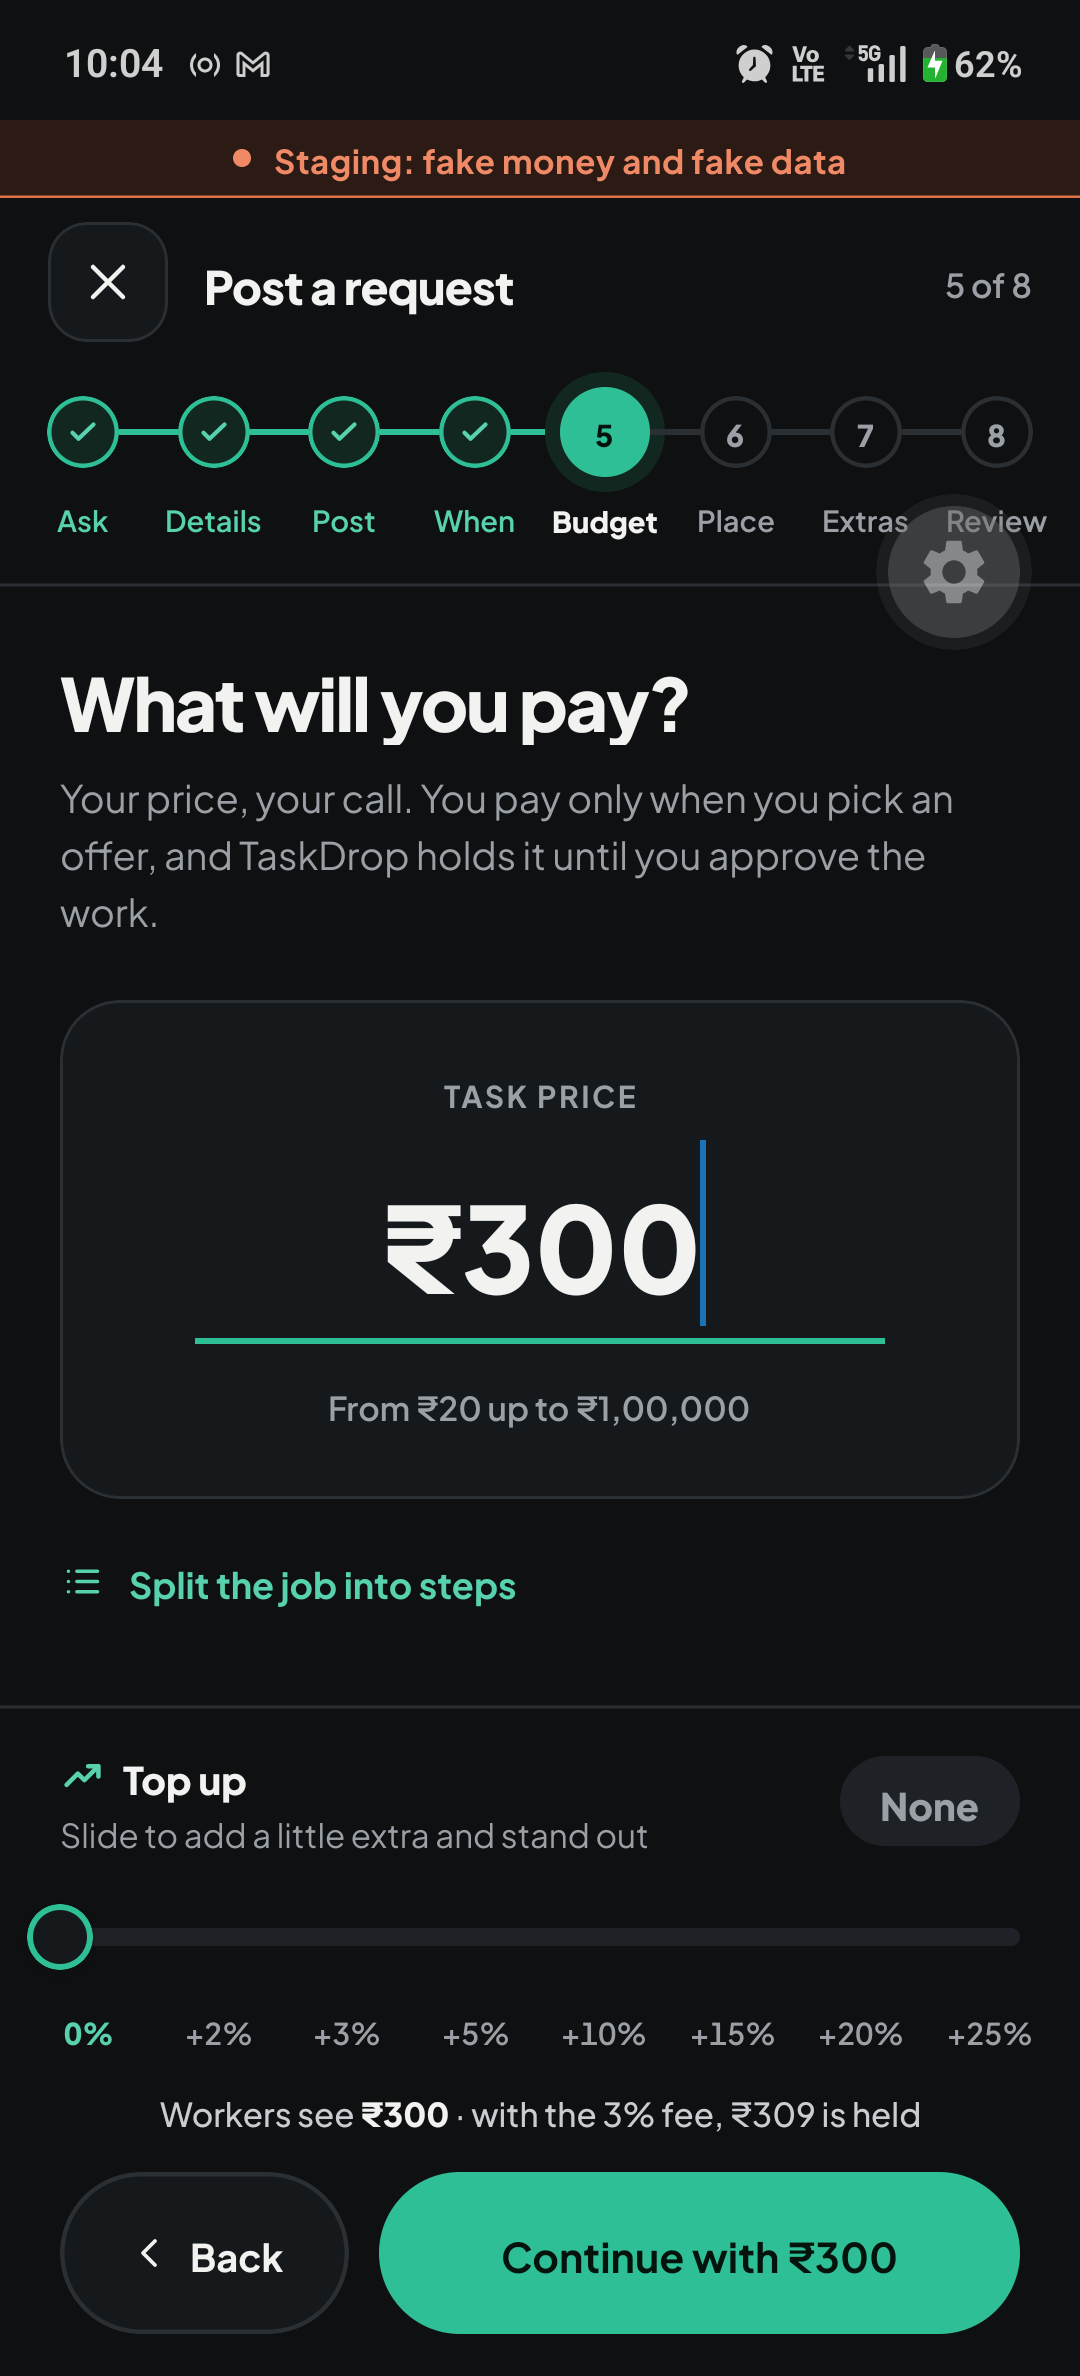 10:04
Vo LTE 5G 62%
Staging: fake money and fake data
Post a request
5 of 8
5 6 7 8
Ask Details Post When Budget Place Extras Review
What will you pay?
Your price, your call. You pay only when you pick an
offer, and TaskDrop holds it until you approve the
work.
TASK PRICE
₹300
From ₹20 up to ₹1,00,000
Split the job into steps
Top up
None
Slide to add a little extra and stand out
0% +2% +3% +5% +10% +15% +20% +25%
Workers see ₹300 · with the 3% fee, ₹309 is held
Back
Continue with ₹300